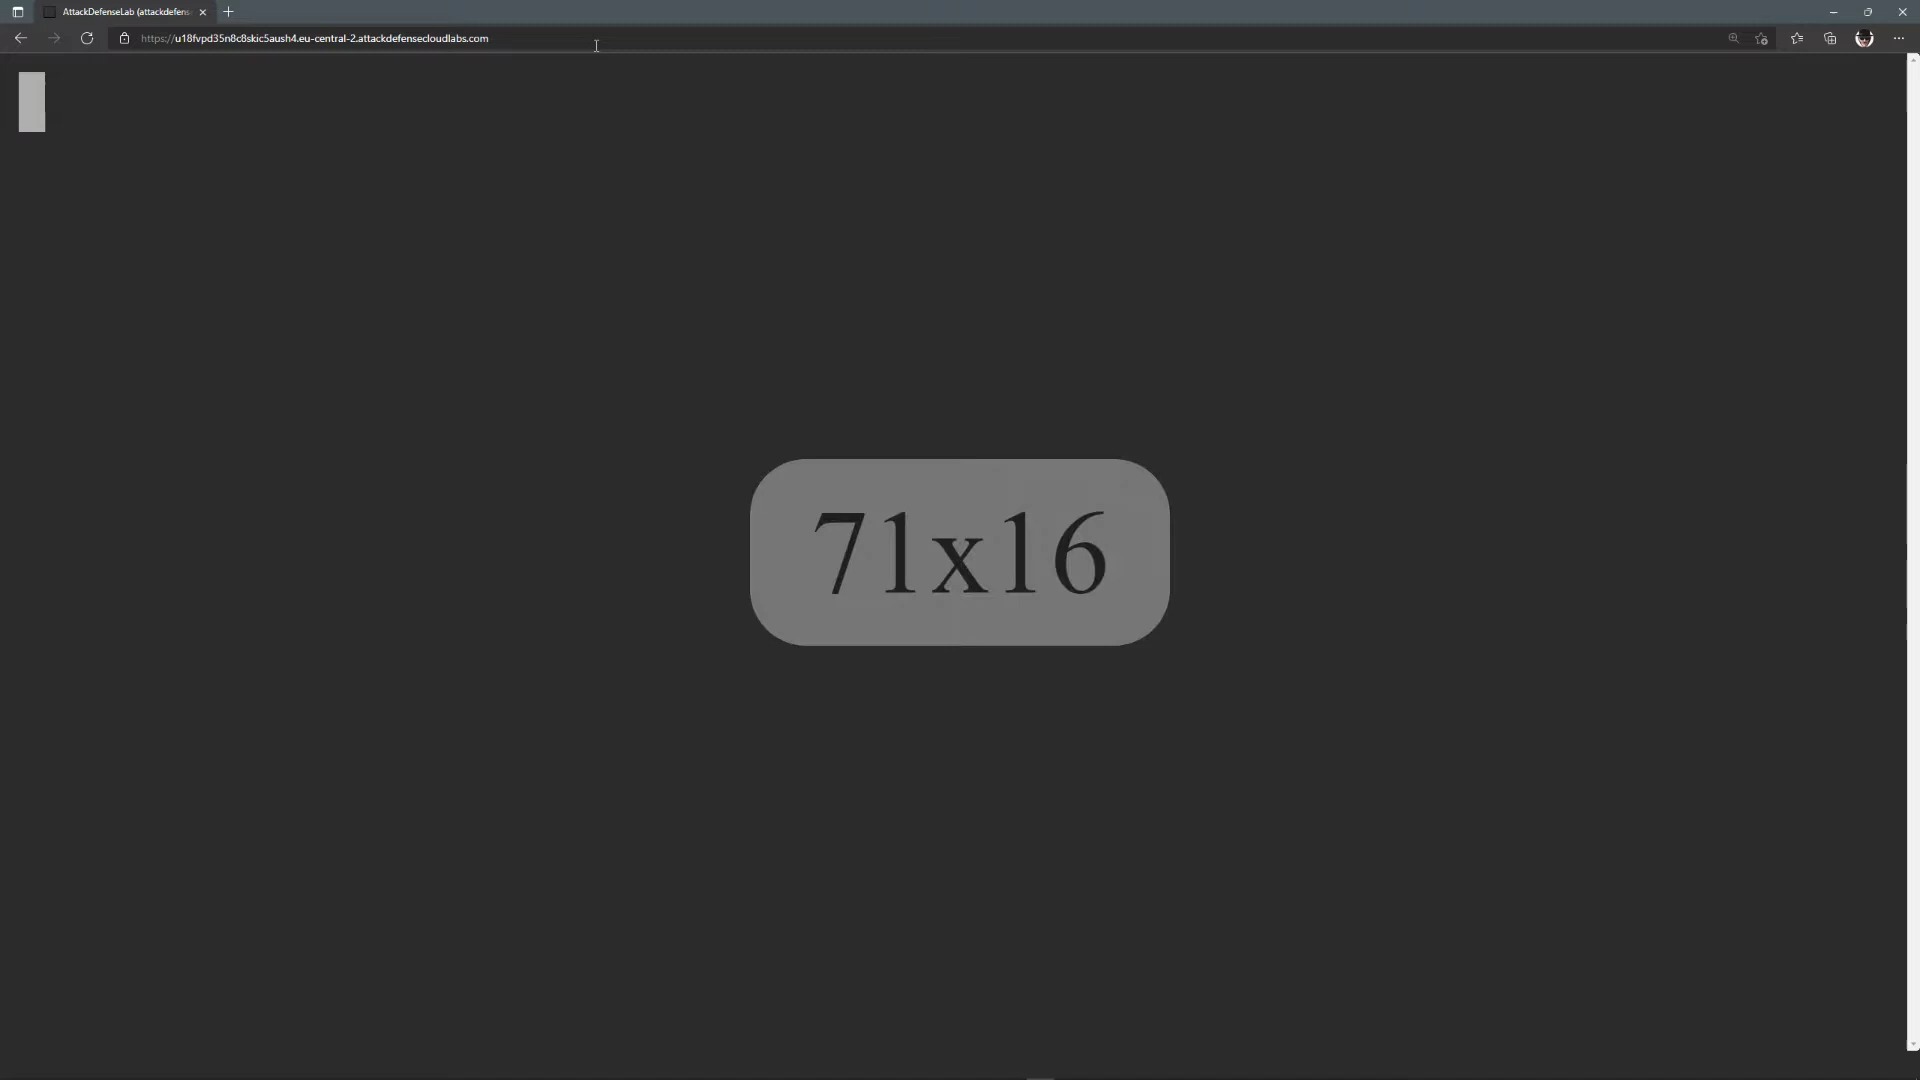 AttackDefenseLab (attackdefens
https://u18fvpd35n8c8skic5aush4.eu-central-2.attackdefensecloudlabs.com
71x16